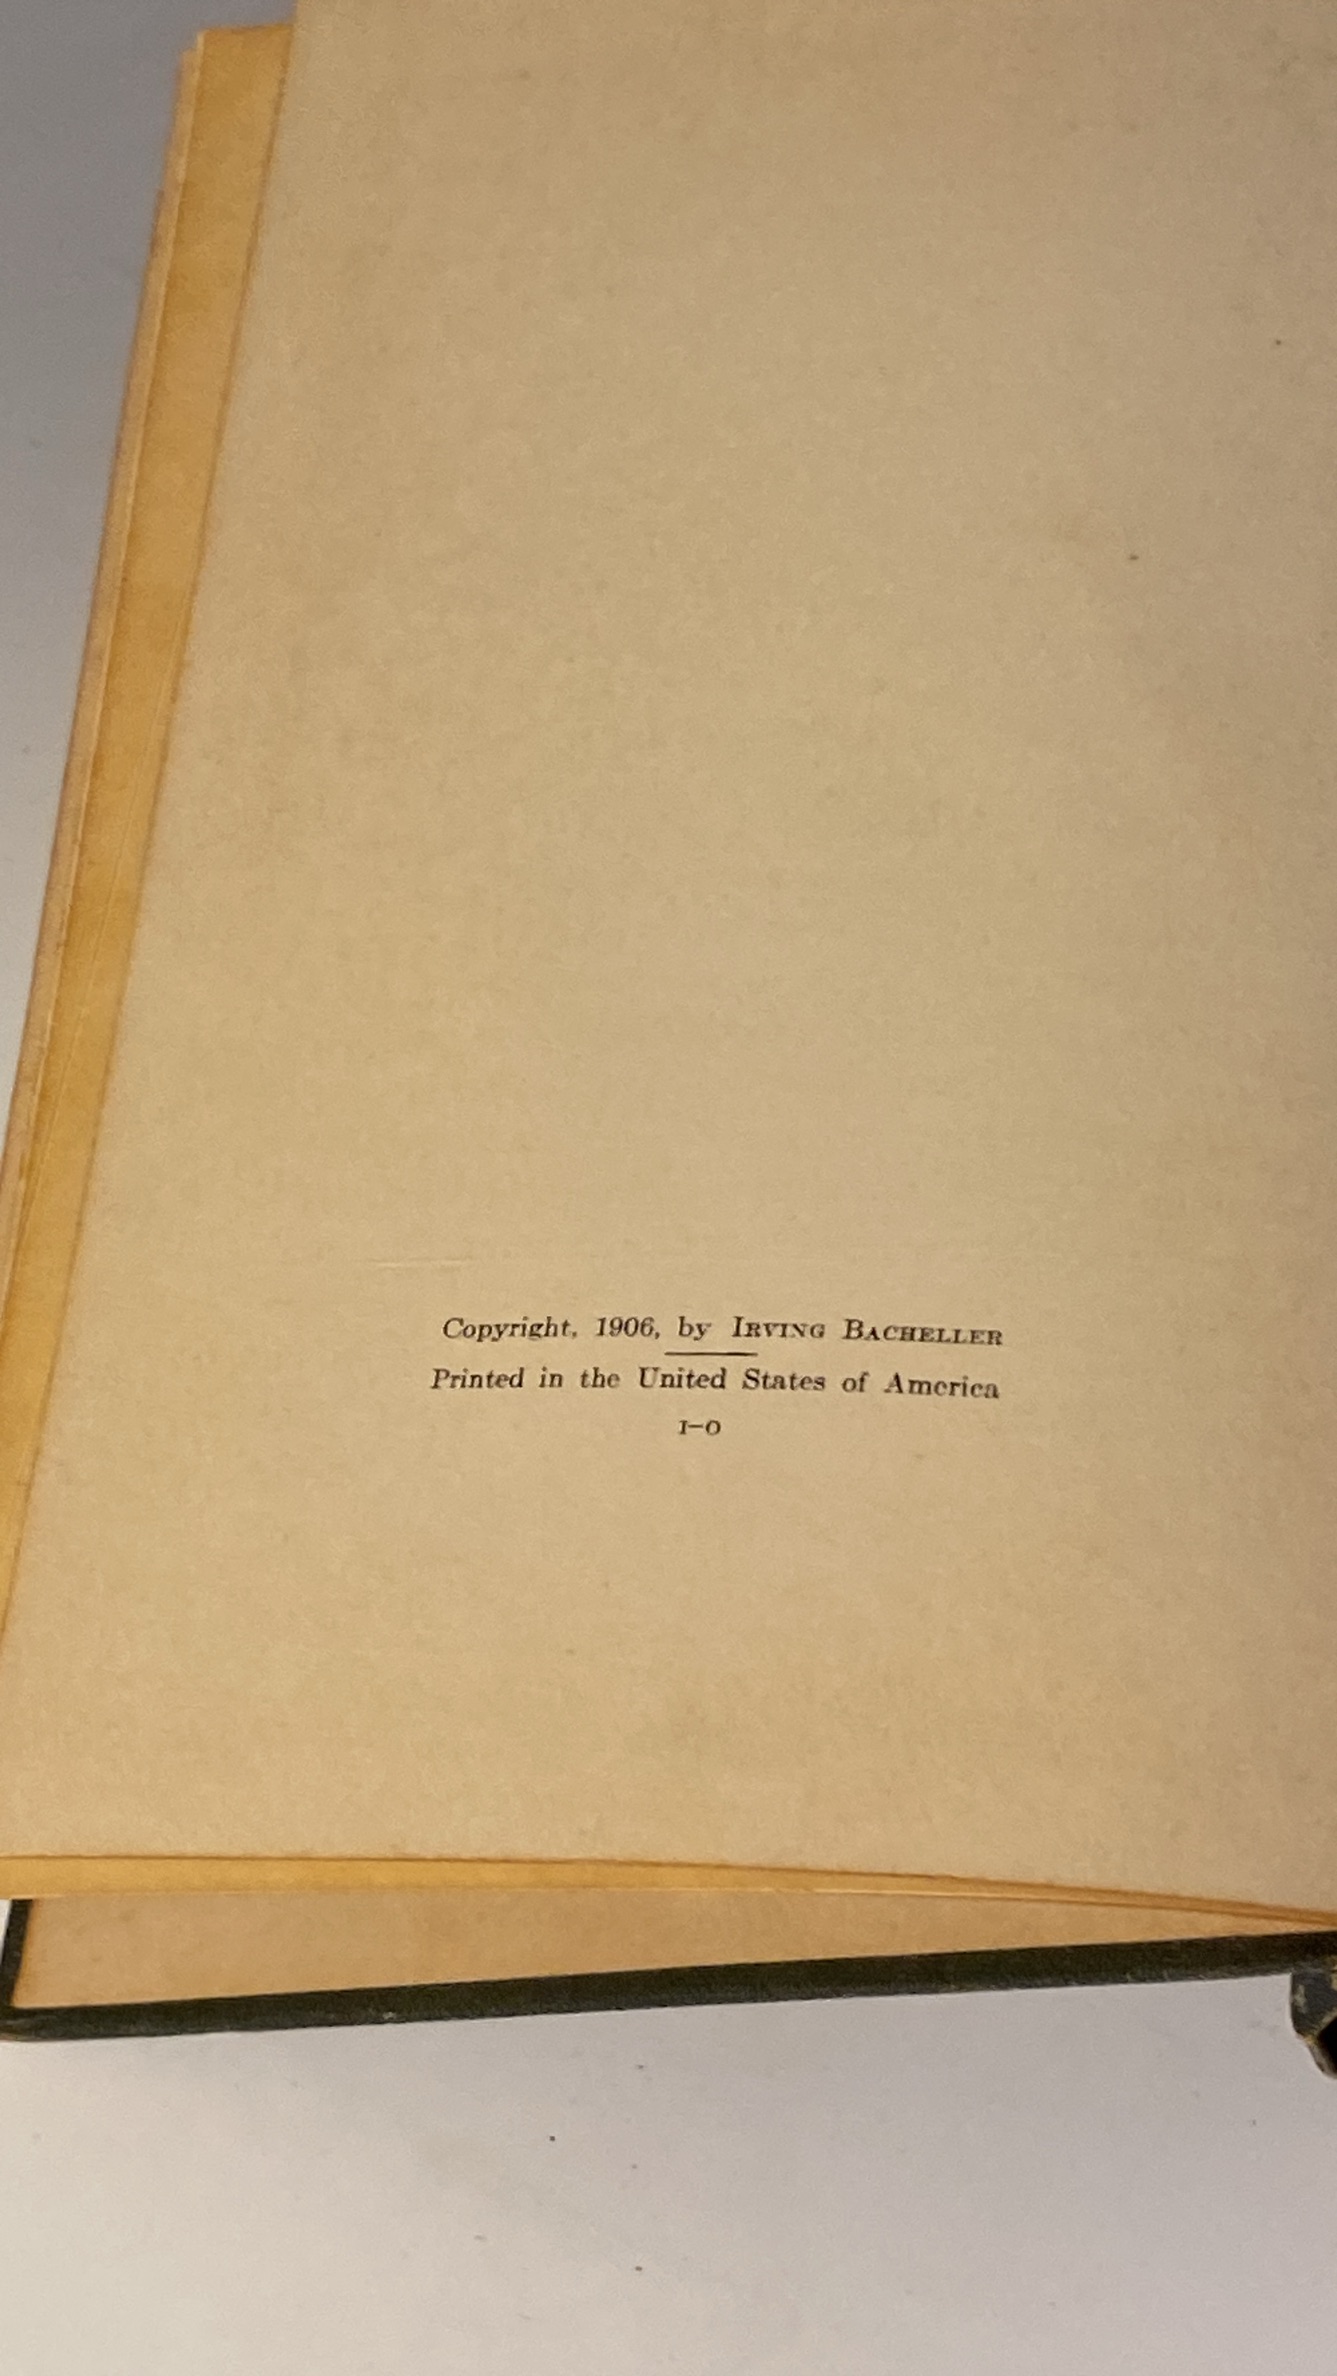 Copyright, 1906, by IRVING BACHELLER
Printed in the United States of America
I-O